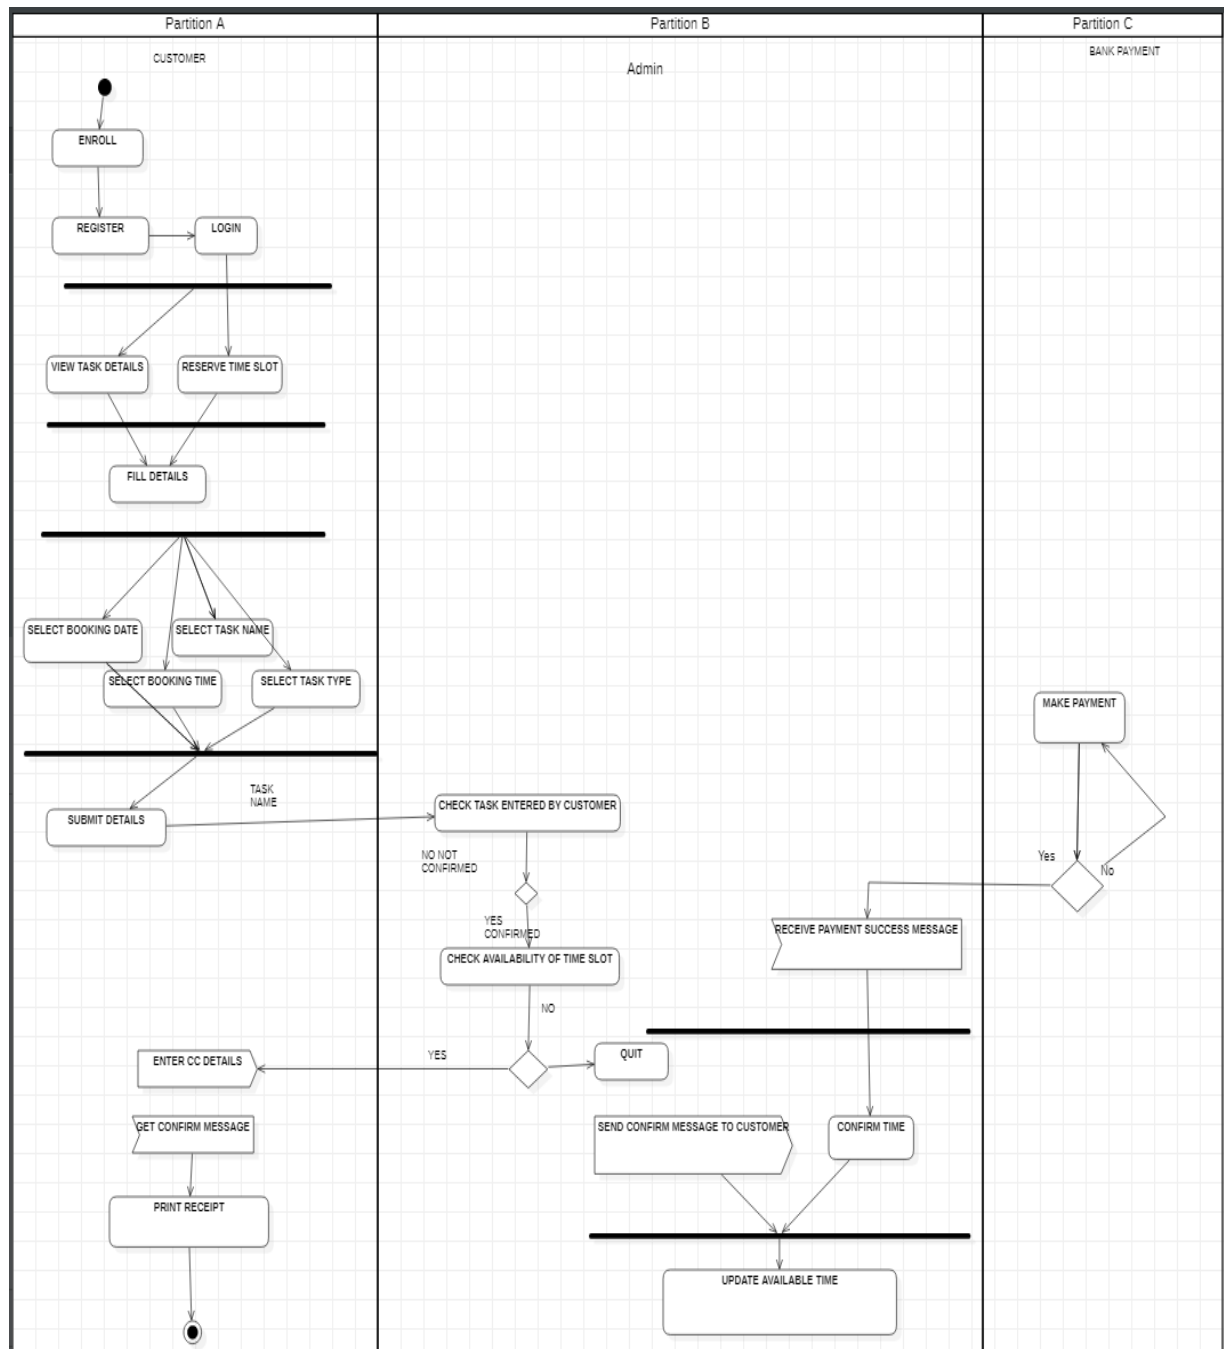 Partition A
Partition B
Partition C
CUSTOMER
Admin
BANK PAYMENT
ENROLL
REGISTER
LOGIN
VIEW TASK DETAILS
RESERVE TIME SLOT
FILL DETAILS
SELECT BOOKING DATE
SELECT TASK NAME
SELECT BOOKING TIME
SELECT TASK TYPE
MAKE PAYMENT
TASK
NAME
SUBMIT DETAILS
CHECK TASK ENTERED BY CUSTOMER
NO NOT
CONFIRMED
Yes
No
YES
CONFIRMED
RECEIVE PAYMENT SUCCESS MESSAGE
CHECK AVAILABILITY OF TIME SLOT
NO
YES
QUIT
ENTER CC DETAILS
GET CONFIRM MESSAGE
SEND CONFIRM MESSAGE TO CUSTOMER
CONFIRM TIME
PRINT RECEIPT
UPDATE AVAILABLE TIME